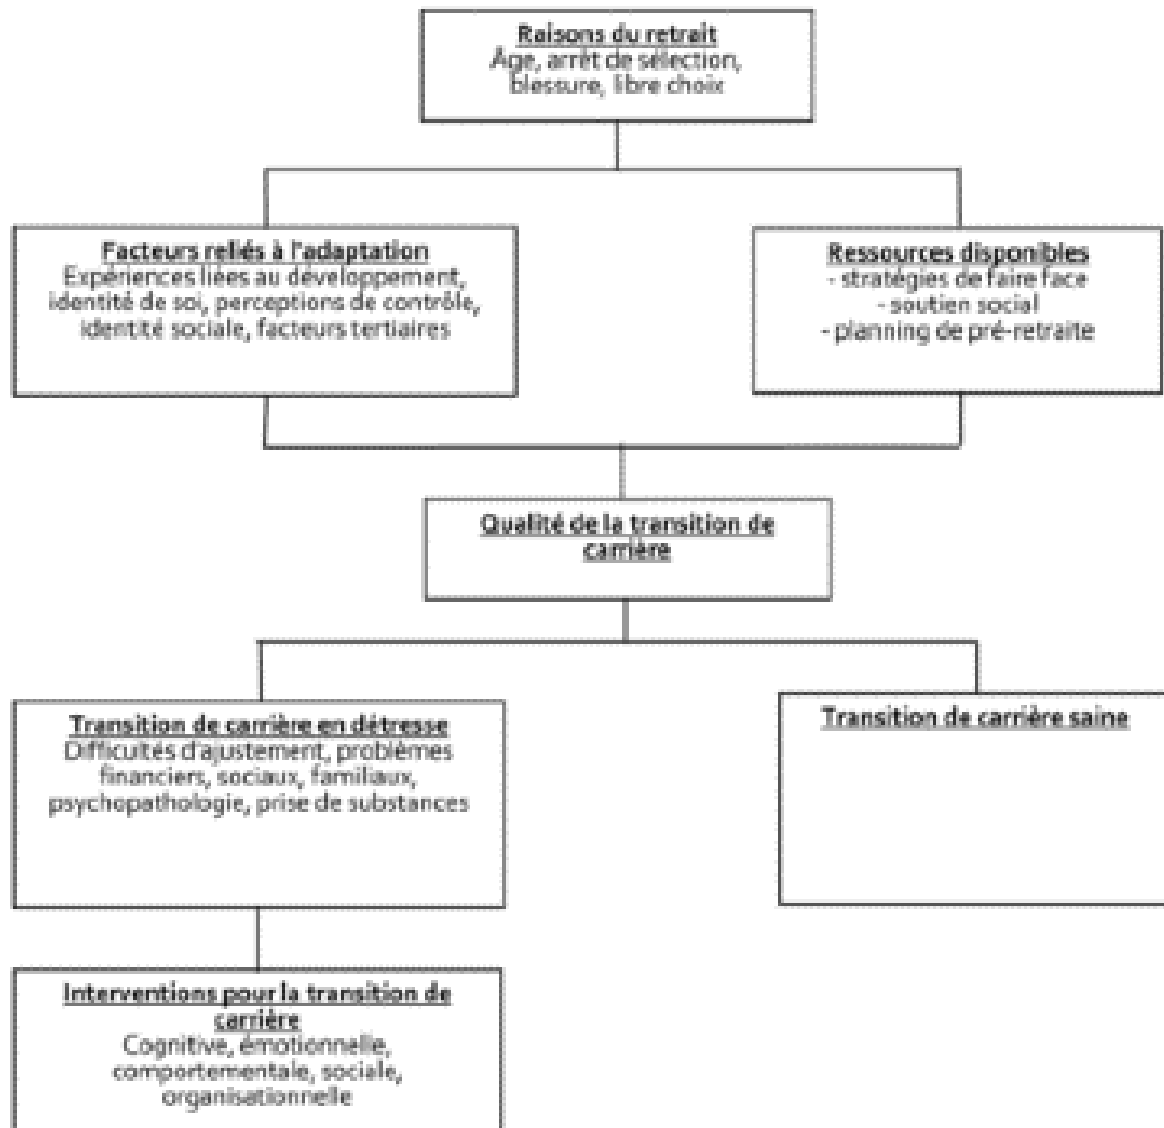 Raisons du retrait
Âge, arrêt de sélection,
blessure, libre choix
Facteurs reliés à l'adaptation
Expériences liées au développement,
identité de soi, perceptions de contrôle,
identité sociale, facteurs tertiaires
Ressources disponibles
- stratégies de faire face
- soutien social
- planning de pré-retraite
Qualité de la transition de
carrière
Transition de carrière en détresse
Difficultés d'ajustement, problèmes
financiers, sociaux, familiaux,
psychopathologie, prise de substances
Transition de carrière saine
Interventions pour la transition de
carrière
Cognitive, émotionnelle,
comportementale, sociale,
organisationnelle